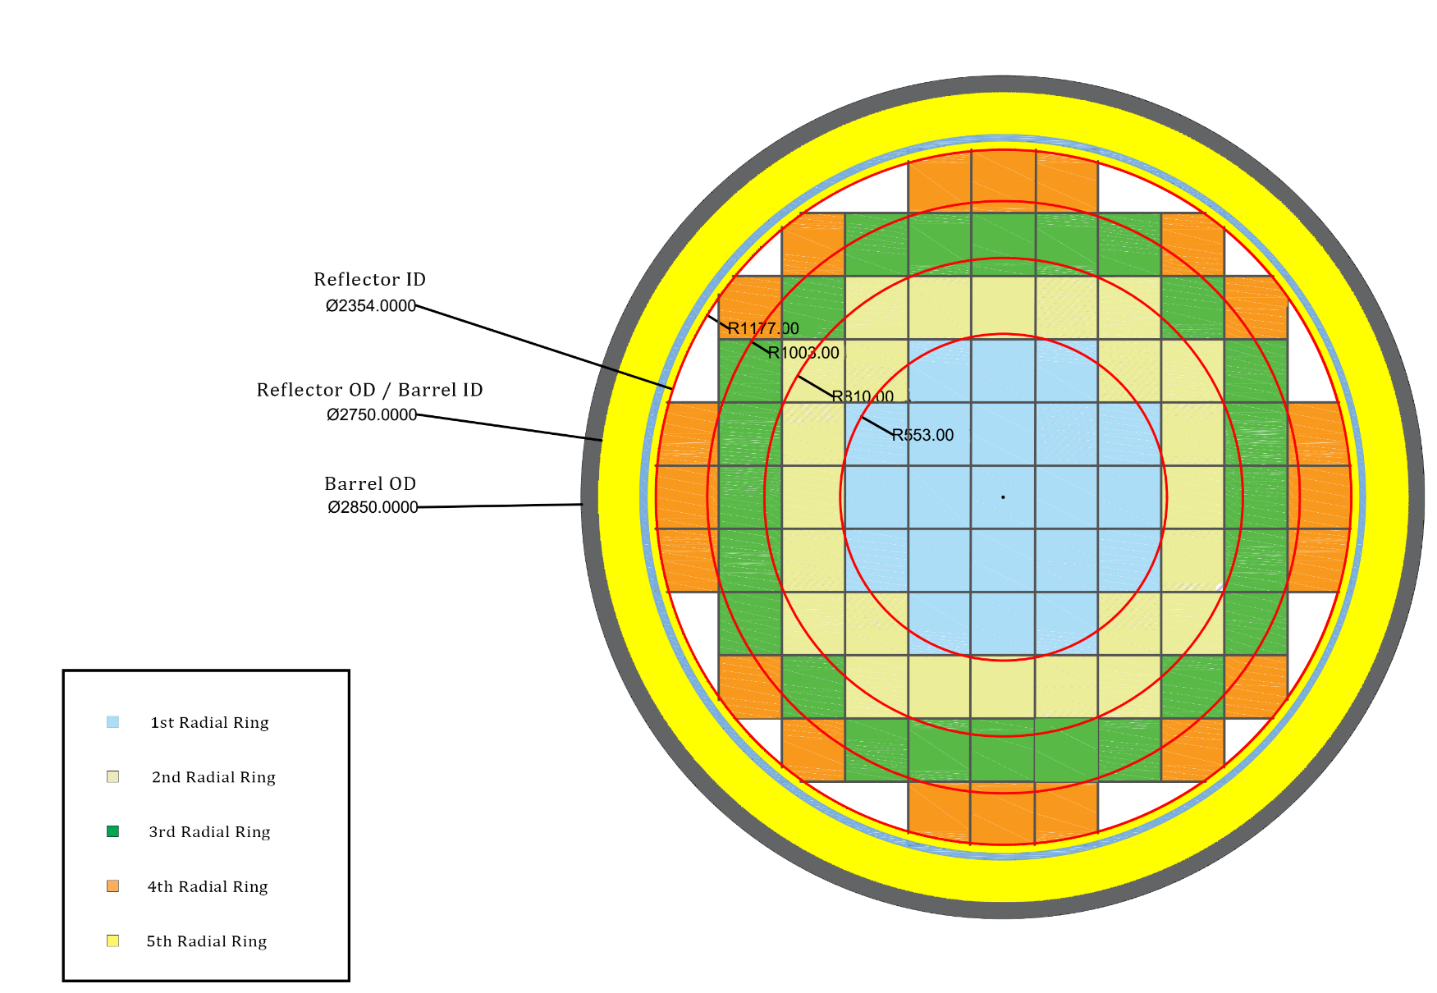 Reflector ID
Ø2354.0000
R1177.00
R1003.00
Reflector OD / Barrel ID
R810.00
Ø2750.0000
R553.00
Barrel OD
Ø2850.0000
1st Radial Ring
2nd Radial Ring
3rd Radial Ring
4th Radial Ring
5th Radial Ring